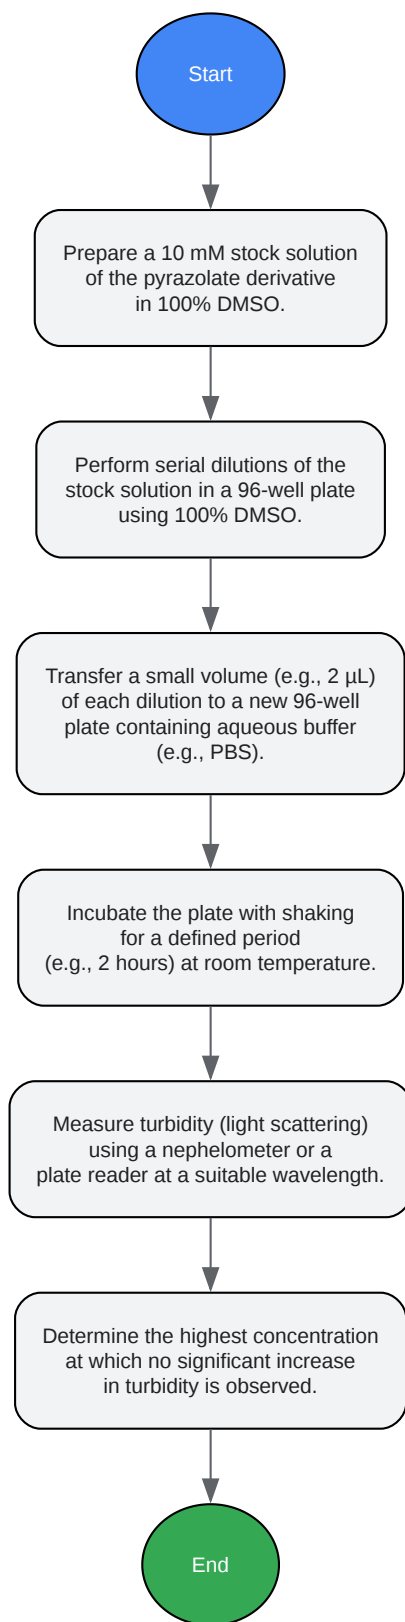 Start
Prepare a 10 mM stock solution
of the pyrazolate derivative
in 100% DMSO.
Perform serial dilutions of the
stock solution in a 96-well plate
using 100% DMSO.
Transfer a small volume (e.g., 2 µL)
of each dilution to a new 96-well
plate containing aqueous buffer
(e.g., PBS).
Incubate the plate with shaking
for a defined period
(e.g., 2 hours) at room temperature.
Measure turbidity (light scattering)
using a nephelometer or a
plate reader at a suitable wavelength.
Determine the highest concentration
at which no significant increase
in turbidity is observed.
End